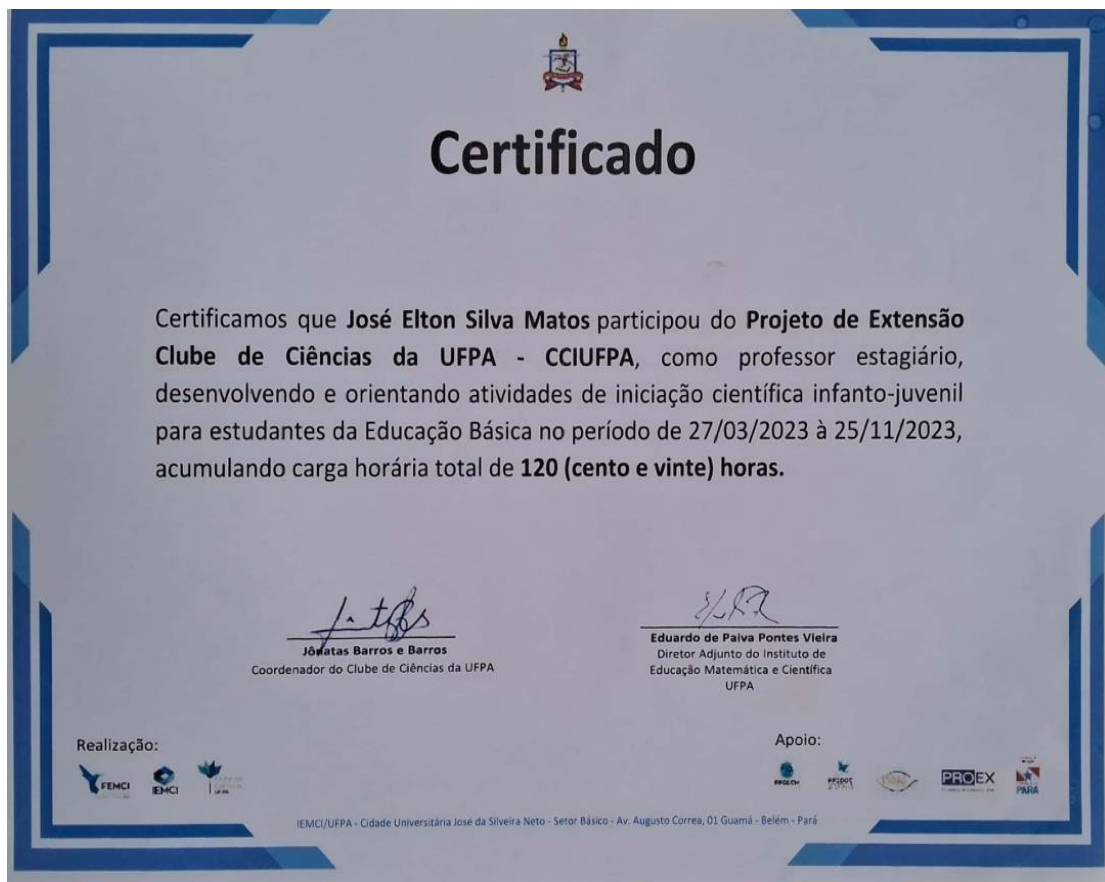 Certificado
Certificamos que José Elton Silva Matos participou do Projeto de Extensão
Clube de Ciências da UFPA - CCIUFPA, como professor estagiário,
desenvolvendo e orientando atividades de iniciação científica infanto-juvenil
para estudantes da Educação Básica no período de 27/03/2023 à 25/11/2023,
acumulando carga horária total de 120 (cento e vinte) horas.
Jônatas Barros e Barros
Coordenador do Clube de Ciências da UFPA
Eduardo de Paiva Pontes Vieira
Diretor Adjunto do Instituto de
Educação Matemática e Científica
UFPA
Realização:
FEMCI
IEMCI
Apoio:
PROEX
PARÁ
IEMCI/UFPA - Cidade Universitária José da Silveira Neto - Setor Básico - Av. Augusto Correa, 01 Guamá - Belém - Pará